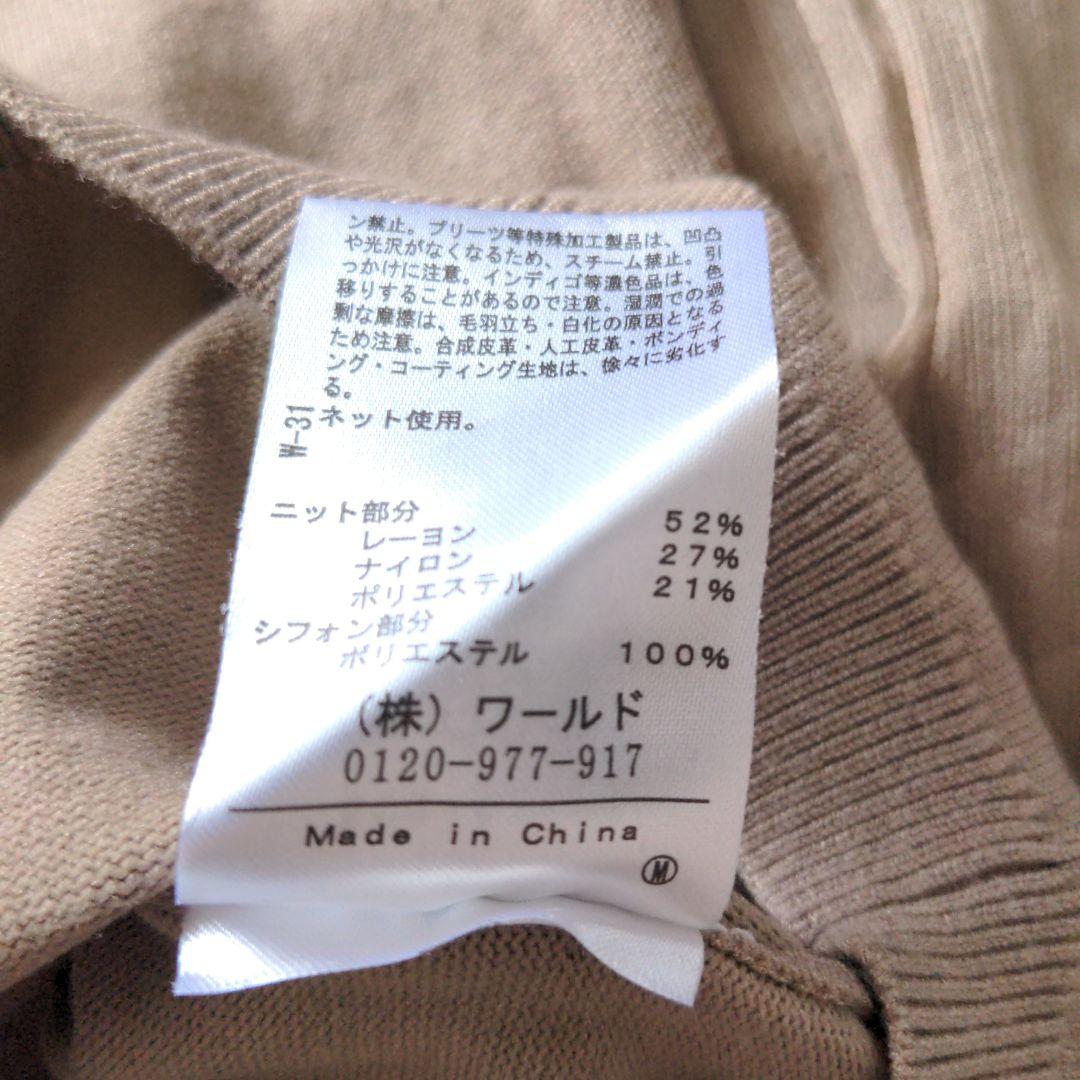 ン禁止。プリーツ等特殊加工製品は、凹凸
や光沢がなくなるため、スチーム禁止。引
っかけに注意。インディゴ等濃色品は、色
移りすることがあるので注意。湿潤での過
剰な摩擦は、毛羽立ち・白化の原因となる
ため注意。合成皮革・人工皮革・ボンディ
ング・コーティング生地は、徐々に劣化す
る。
W-31
ネット使用。
ニット部分
レーヨン 52%
ナイロン 27%
ポリエステル 21%
シフォン部分
ポリエステル 100%
(株)ワールド
0120-977-917
Made in China
Ⓜ